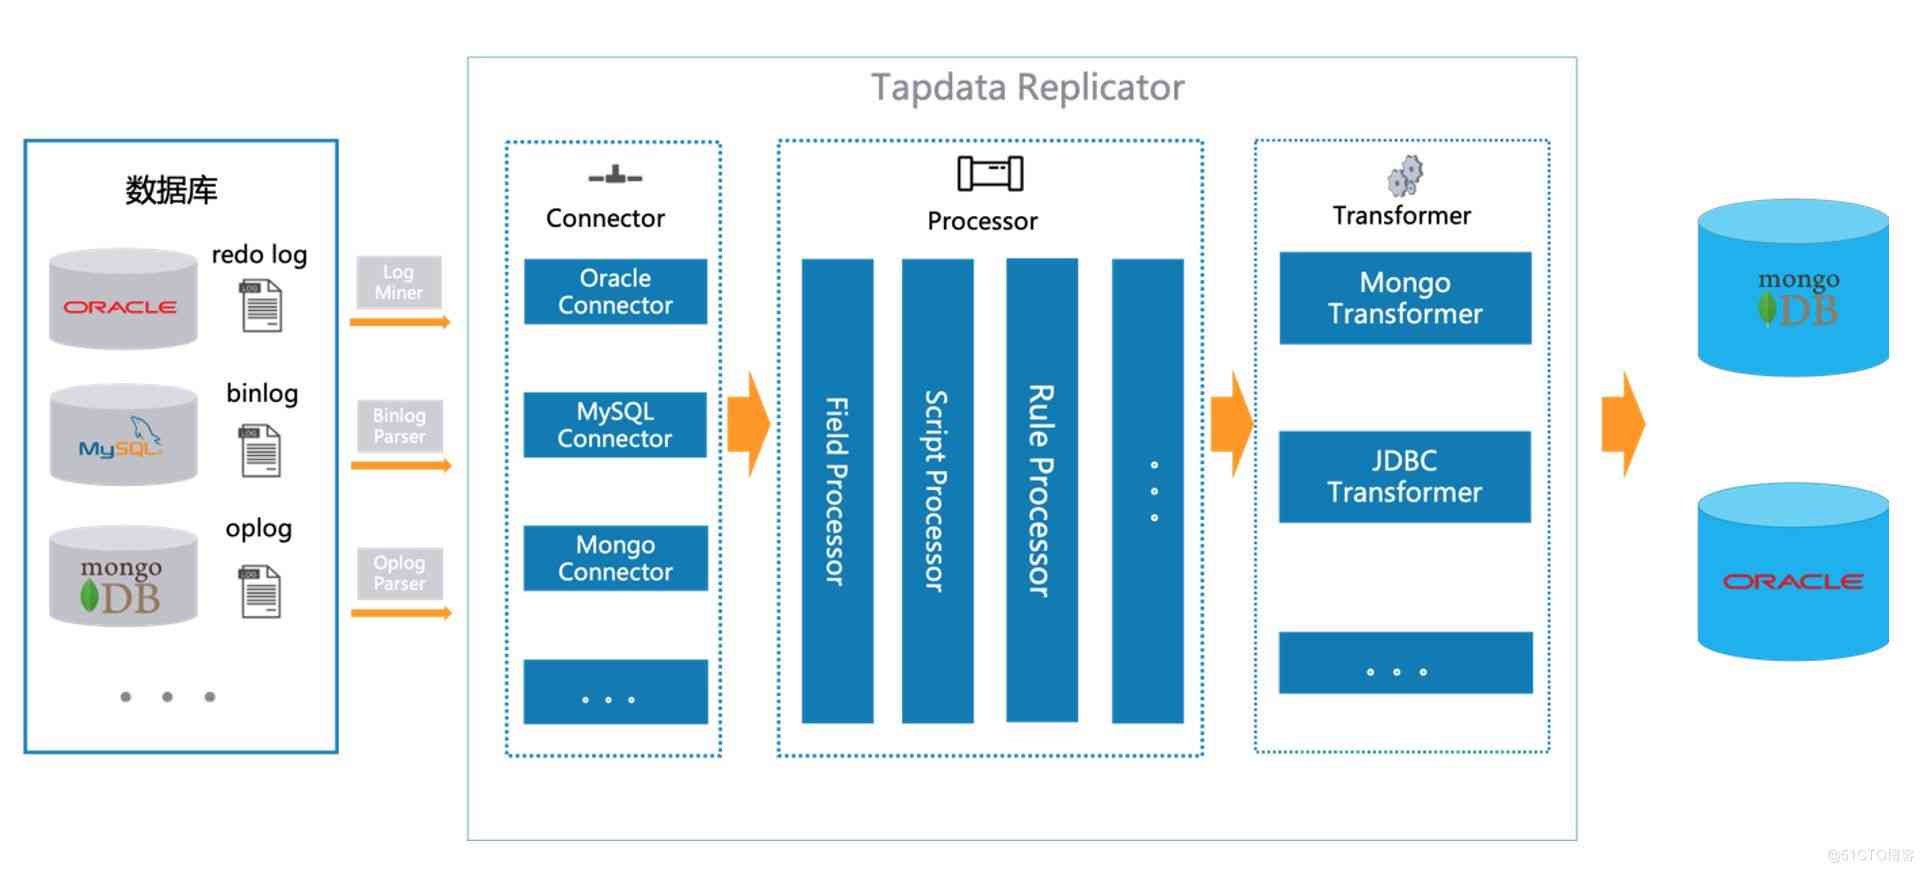 Tapdata Replicator
数据库
redo log
LOG
ORACLE
Log
Miner
binlog
LOG
MySQL
Binlog
Parser
oplog
LOG
mongo
DB
Oplog
Parser
. . .
Connector
Oracle
Connector
MySQL
Connector
Mongo
Connector
. . .
Processor
Field Processor
Script Processor
Rule Processor
. . .
Transformer
Mongo
Transformer
JDBC
Transformer
. . .
mongo
DB
ORACLE
@51CTO博客